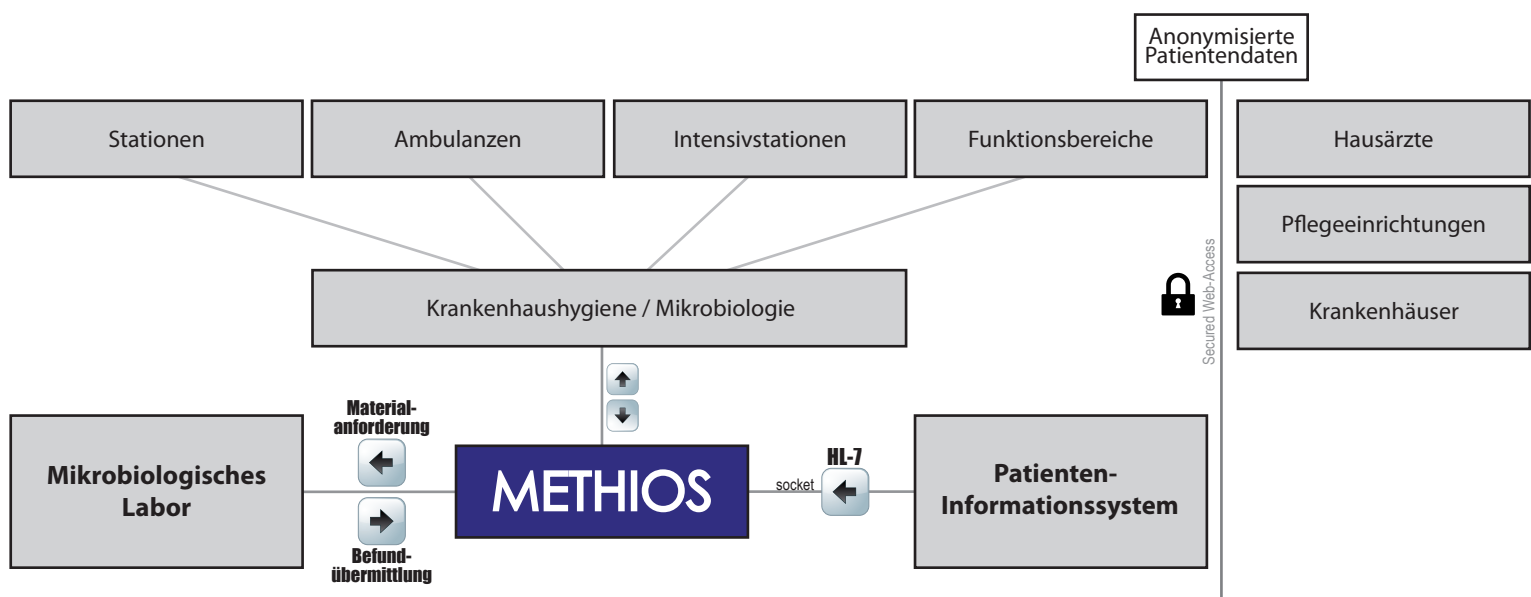 Anonymisierte
Patientendaten
Stationen
Ambulanzen
Intensivstationen
Funktionsbereiche
Hausärzte
Pflegeeinrichtungen
Krankenhäuser
Secured Web-Access
Krankenhaushygiene / Mikrobiologie
Mikrobiologisches
Labor
Material-
anforderung
Befund-
übermittlung
METHIOS
socket
HL-7
Patienten-
Informationssystem